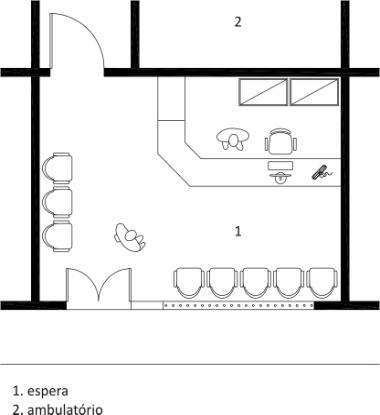 2
1
1. espera
2. ambulatório